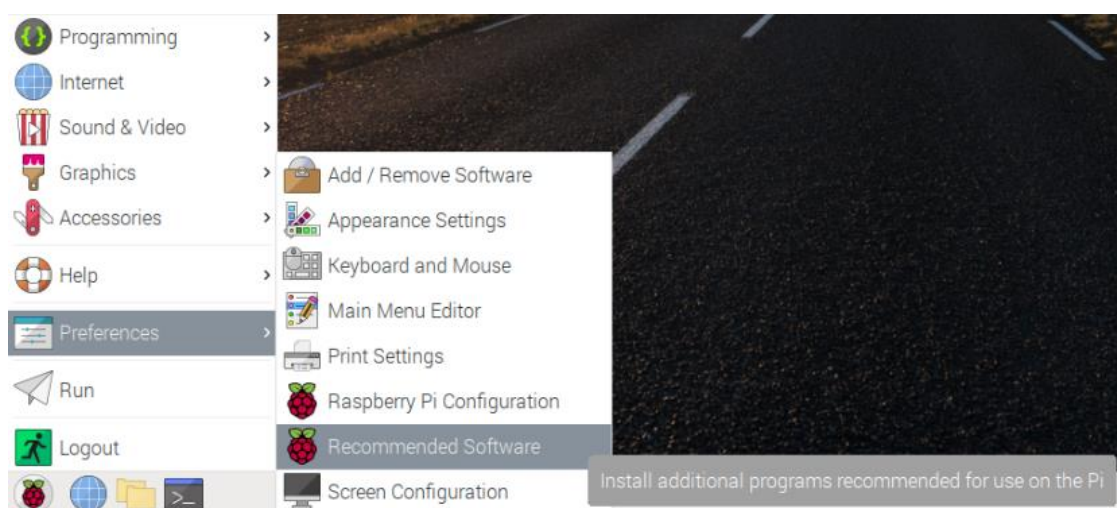 Programming
Internet
Sound & Video
Graphics
Accessories
Help
Preferences
Run
Logout
Add / Remove Software
Appearance Settings
Keyboard and Mouse
Main Menu Editor
Print Settings
Raspberry Pi Configuration
Recommended Software
Screen Configuration
Install additional programs recommended for use on the Pi